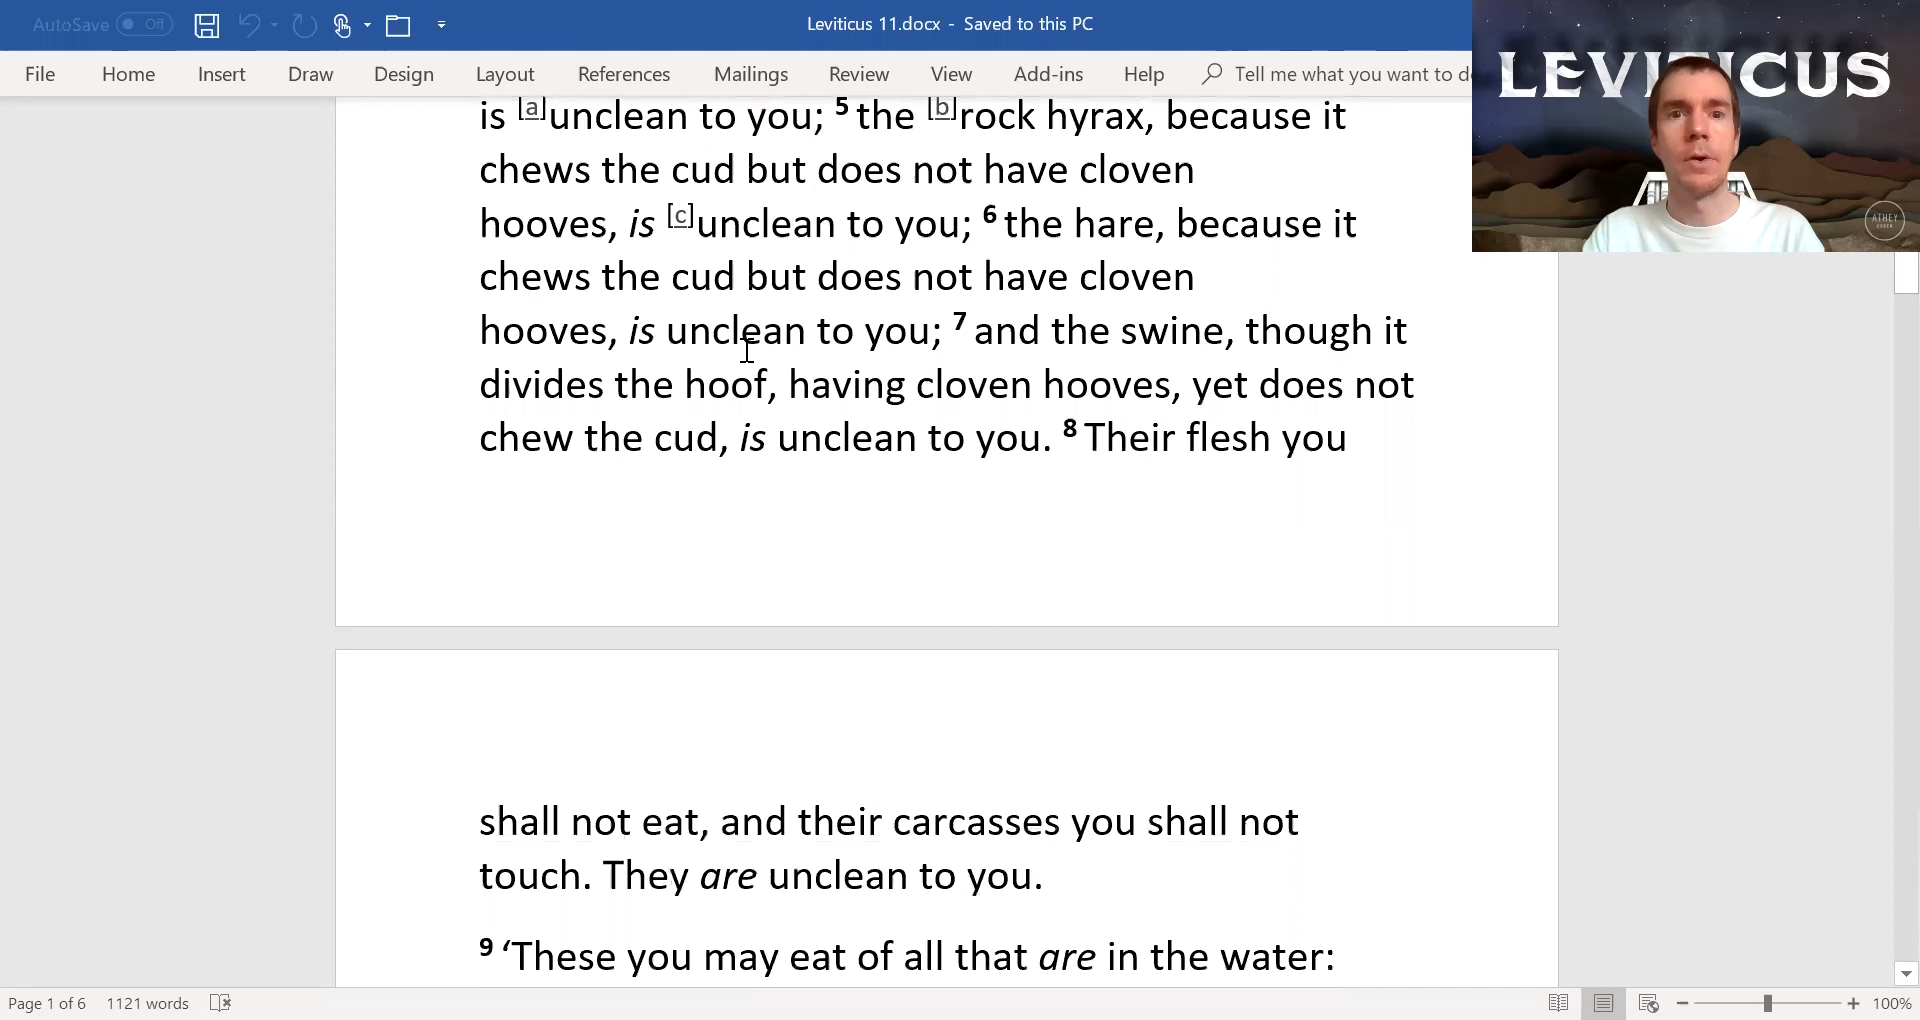 AutoSave Off
Leviticus 11.docx - Saved to this PC
File Home Insert Draw Design Layout References Mailings Review View Add-ins Help Tell me what you want to do
LEVITICUS
ATHEY
CREEK
is [a]unclean to you; 5 the [b]rock hyrax, because it
chews the cud but does not have cloven
hooves, is [c]unclean to you; 6 the hare, because it
chews the cud but does not have cloven
hooves, is unclean to you; 7 and the swine, though it
divides the hoof, having cloven hooves, yet does not
chew the cud, is unclean to you. 8 Their flesh you
shall not eat, and their carcasses you shall not
touch. They are unclean to you.
9 ‘These you may eat of all that are in the water:
Page 1 of 6 1121 words 100%